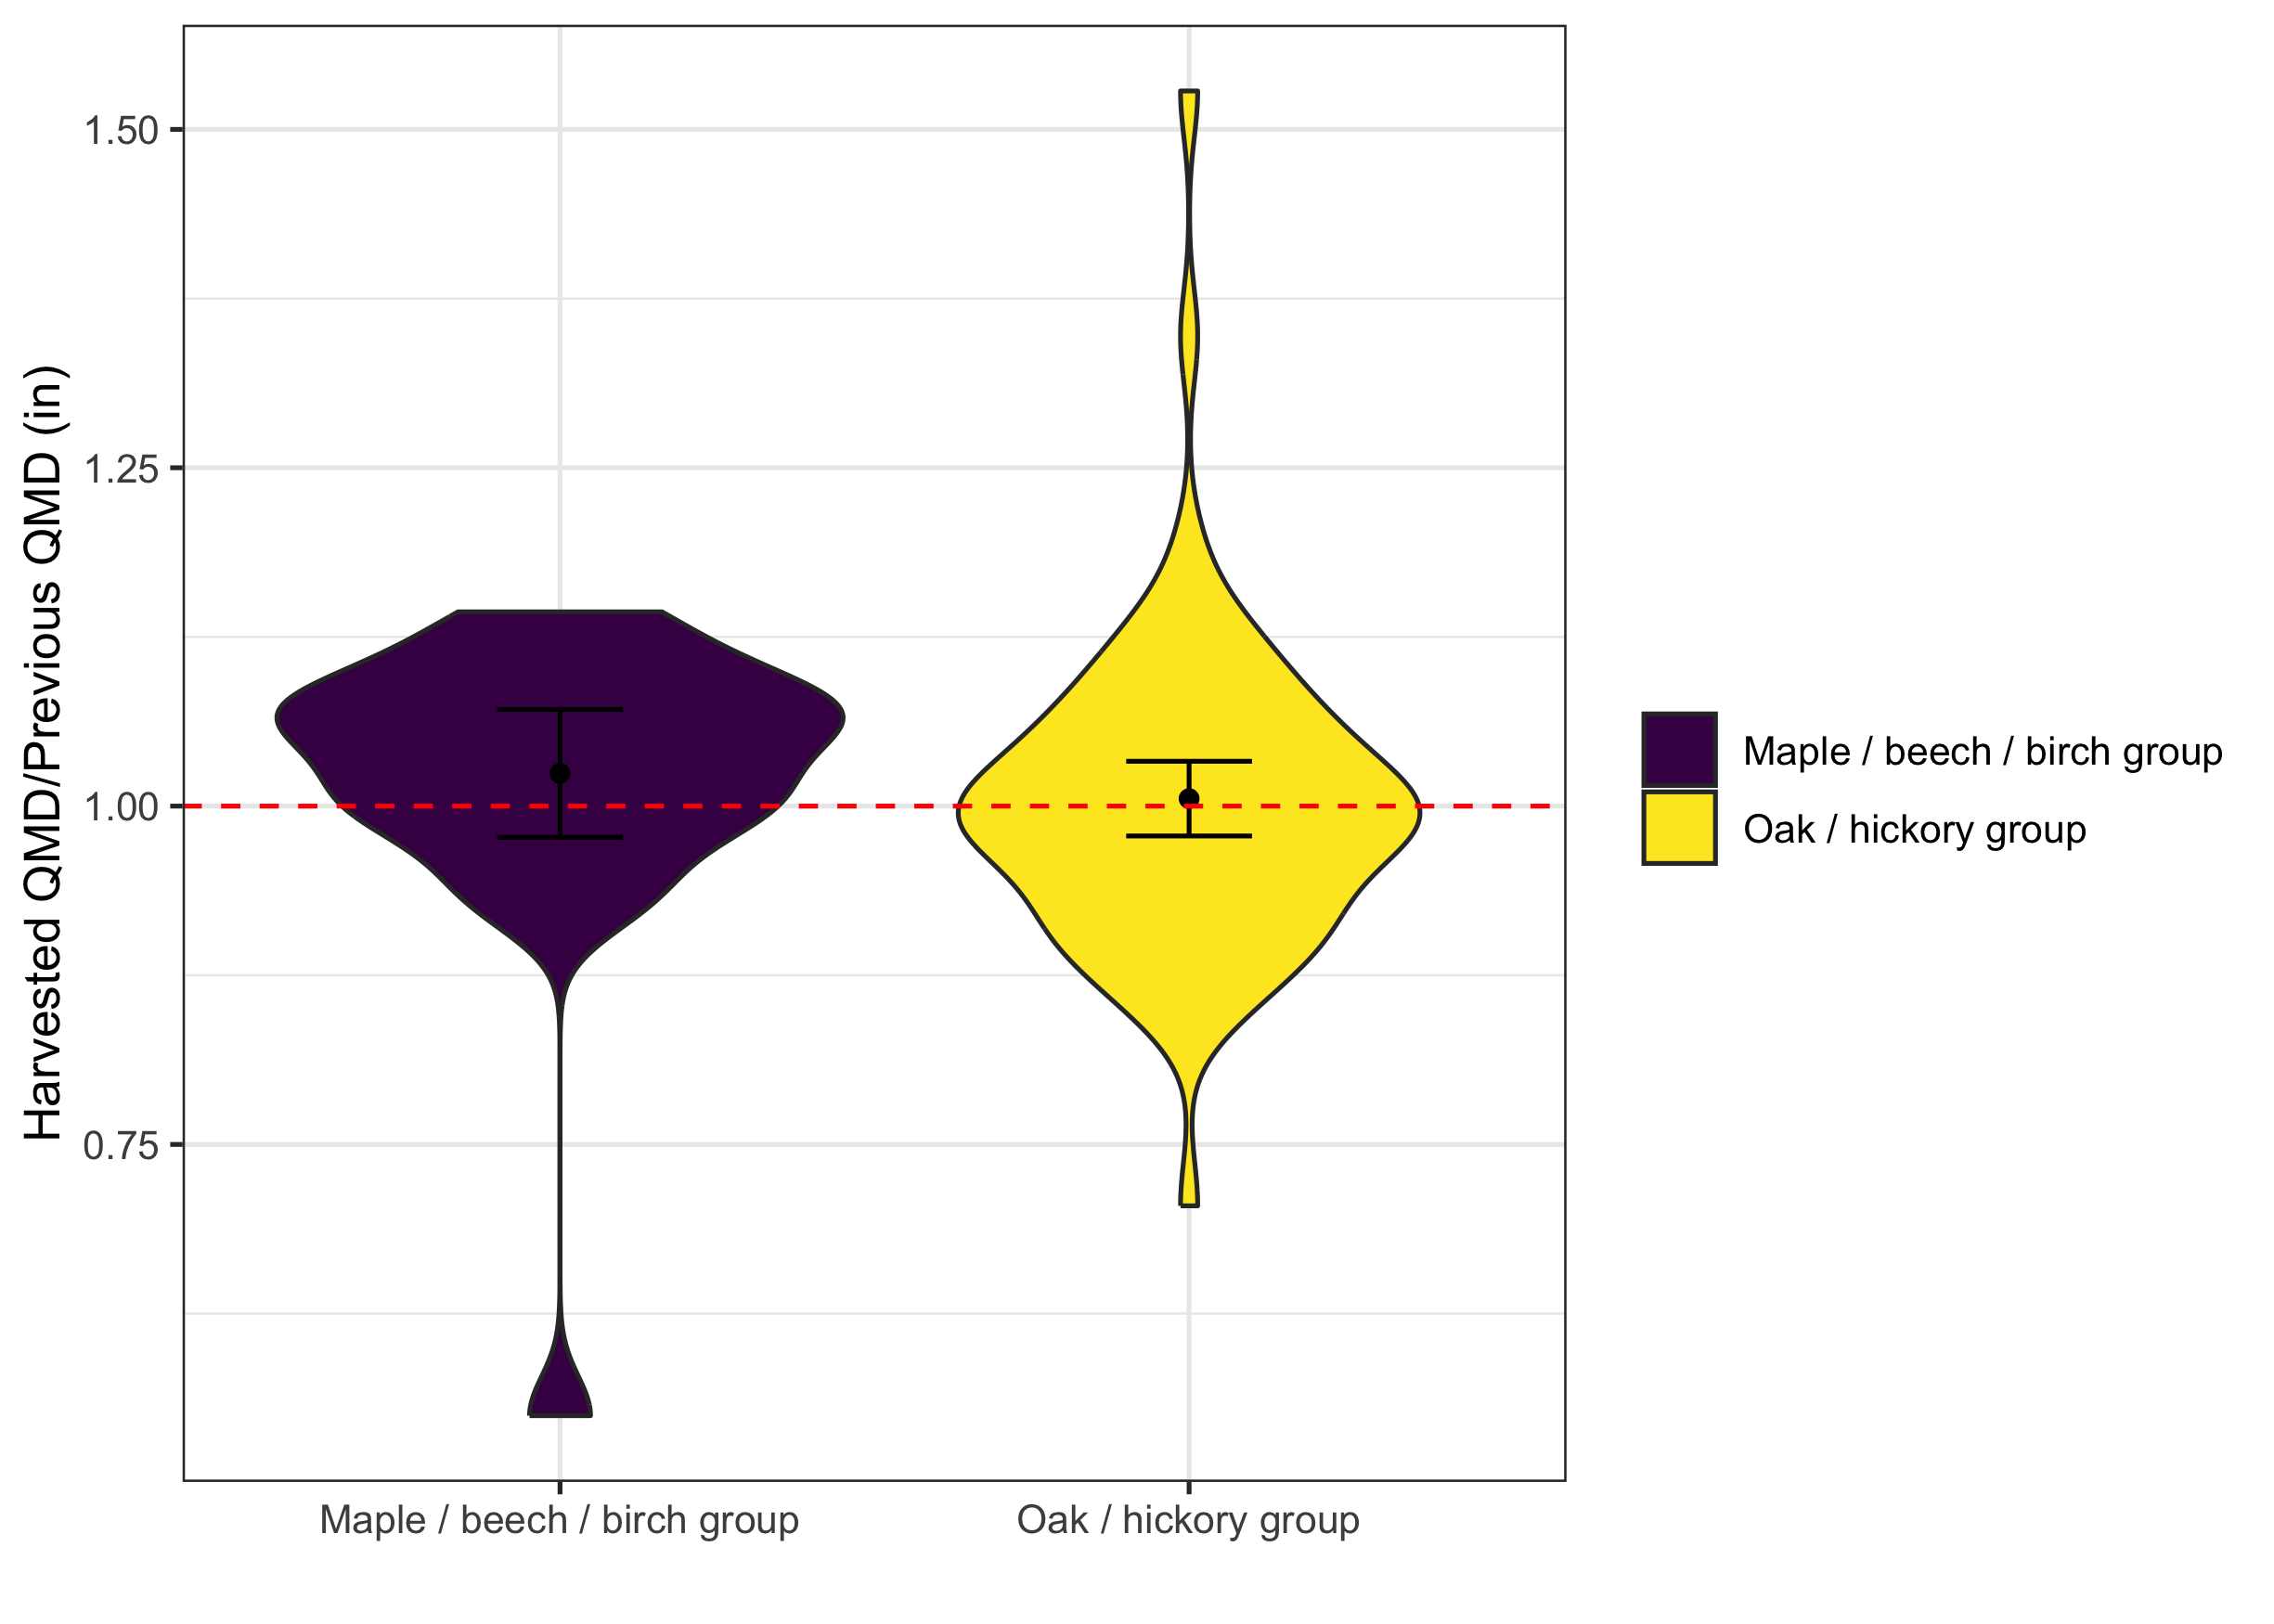 Harvested QMD/Previous QMD (in)
1.50
1.25
1.00
0.75
Maple / beech / birch group
Oak / hickory group
Maple / beech / birch group
Oak / hickory group